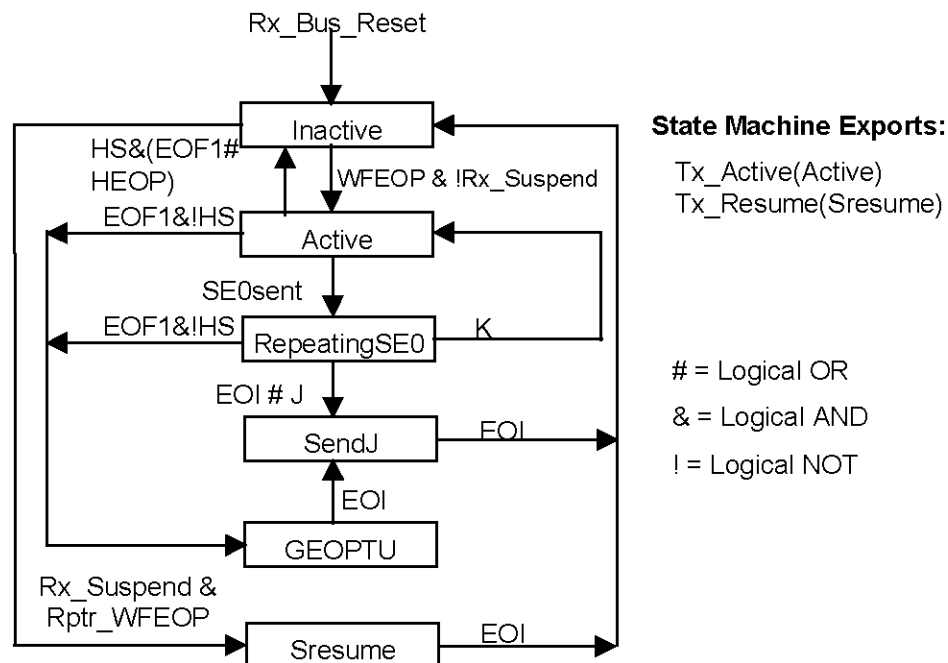 Rx_Bus_Reset
Inactive
HS&(EOF1#
HEOP)
WFEOP & !Rx_Suspend
EOF1&!HS
Active
SE0sent
EOF1&!HS
RepeatingSE0
K
EOI # J
SendJ
EOI
EOI
GEOPTU
Rx_Suspend &
Rptr_WFEOP
Sresume
EOI
State Machine Exports:
Tx_Active(Active)
Tx_Resume(Sresume)
# = Logical OR
& = Logical AND
! = Logical NOT